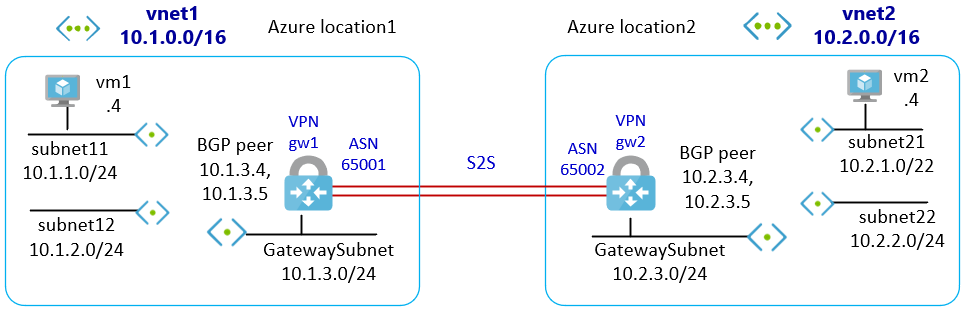 vnet1
10.1.0.0/16
Azure location1
vm1
.4
subnet11
10.1.1.0/24
subnet12
10.1.2.0/24
BGP peer
10.1.3.4,
10.1.3.5
VPN
gw1
ASN
65001
GatewaySubnet
10.1.3.0/24
S2S
Azure location2
vnet2
10.2.0.0/16
ASN
65002
VPN
gw2
BGP peer
10.2.3.4,
10.2.3.5
GatewaySubnet
10.2.3.0/24
vm2
.4
subnet21
10.2.1.0/22
subnet22
10.2.2.0/24